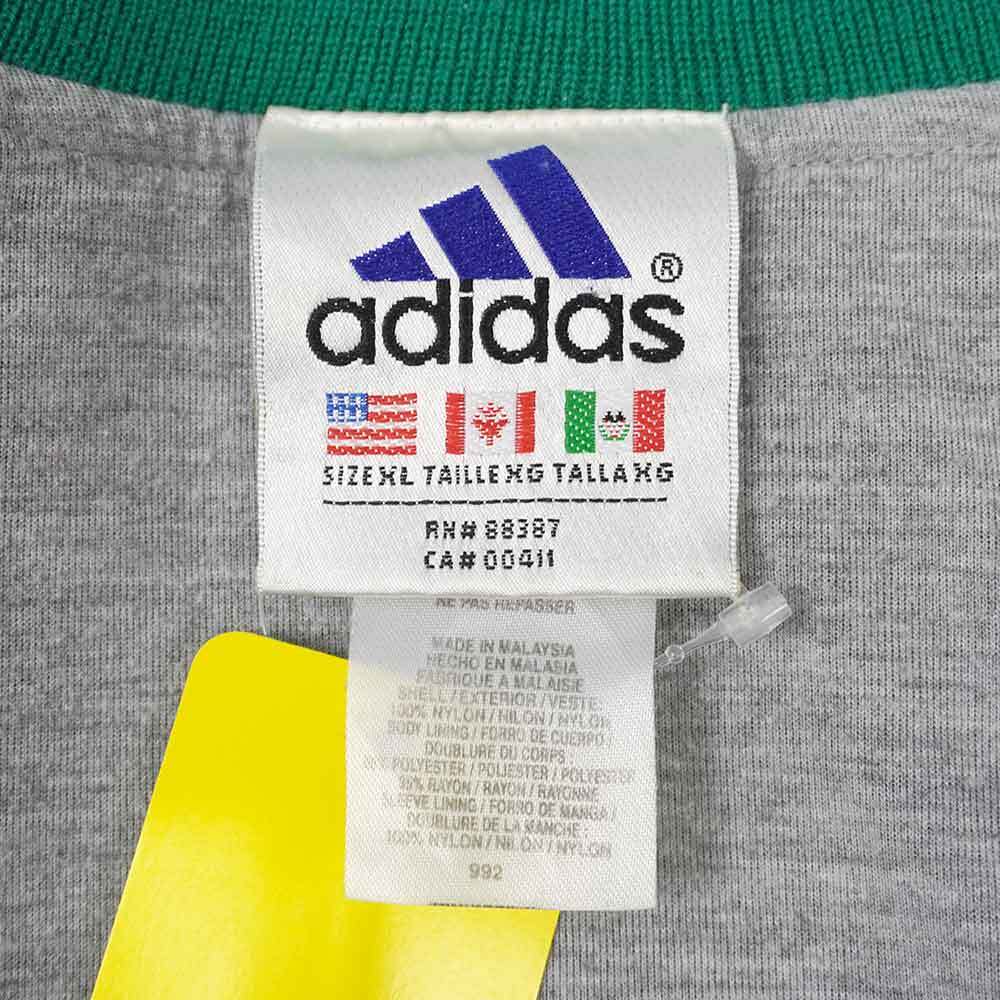 adidas®
SIZE XL TAILLE XG TALLA XG
RN# 88387
CA# 00411
NE PAS REPASSER
MADE IN MALAYSIA
HECHO EN MALASIA
FABRIQUE A MALAISIE
SHELL / EXTERIOR / VESTE:
100% NYLON / NILON / NYLON
BODY LINING / FORRO DE CUERPO /
DOUBLURE DU CORPS
POLYESTER / POLIESTER / POLYESTER
RAYON / RAYON / RAYONNE
SLEEVE LINING / FORRO DE MANGA /
DOUBLURE DE LA MANCHE:
100% NYLON / NILON / NYLON
992